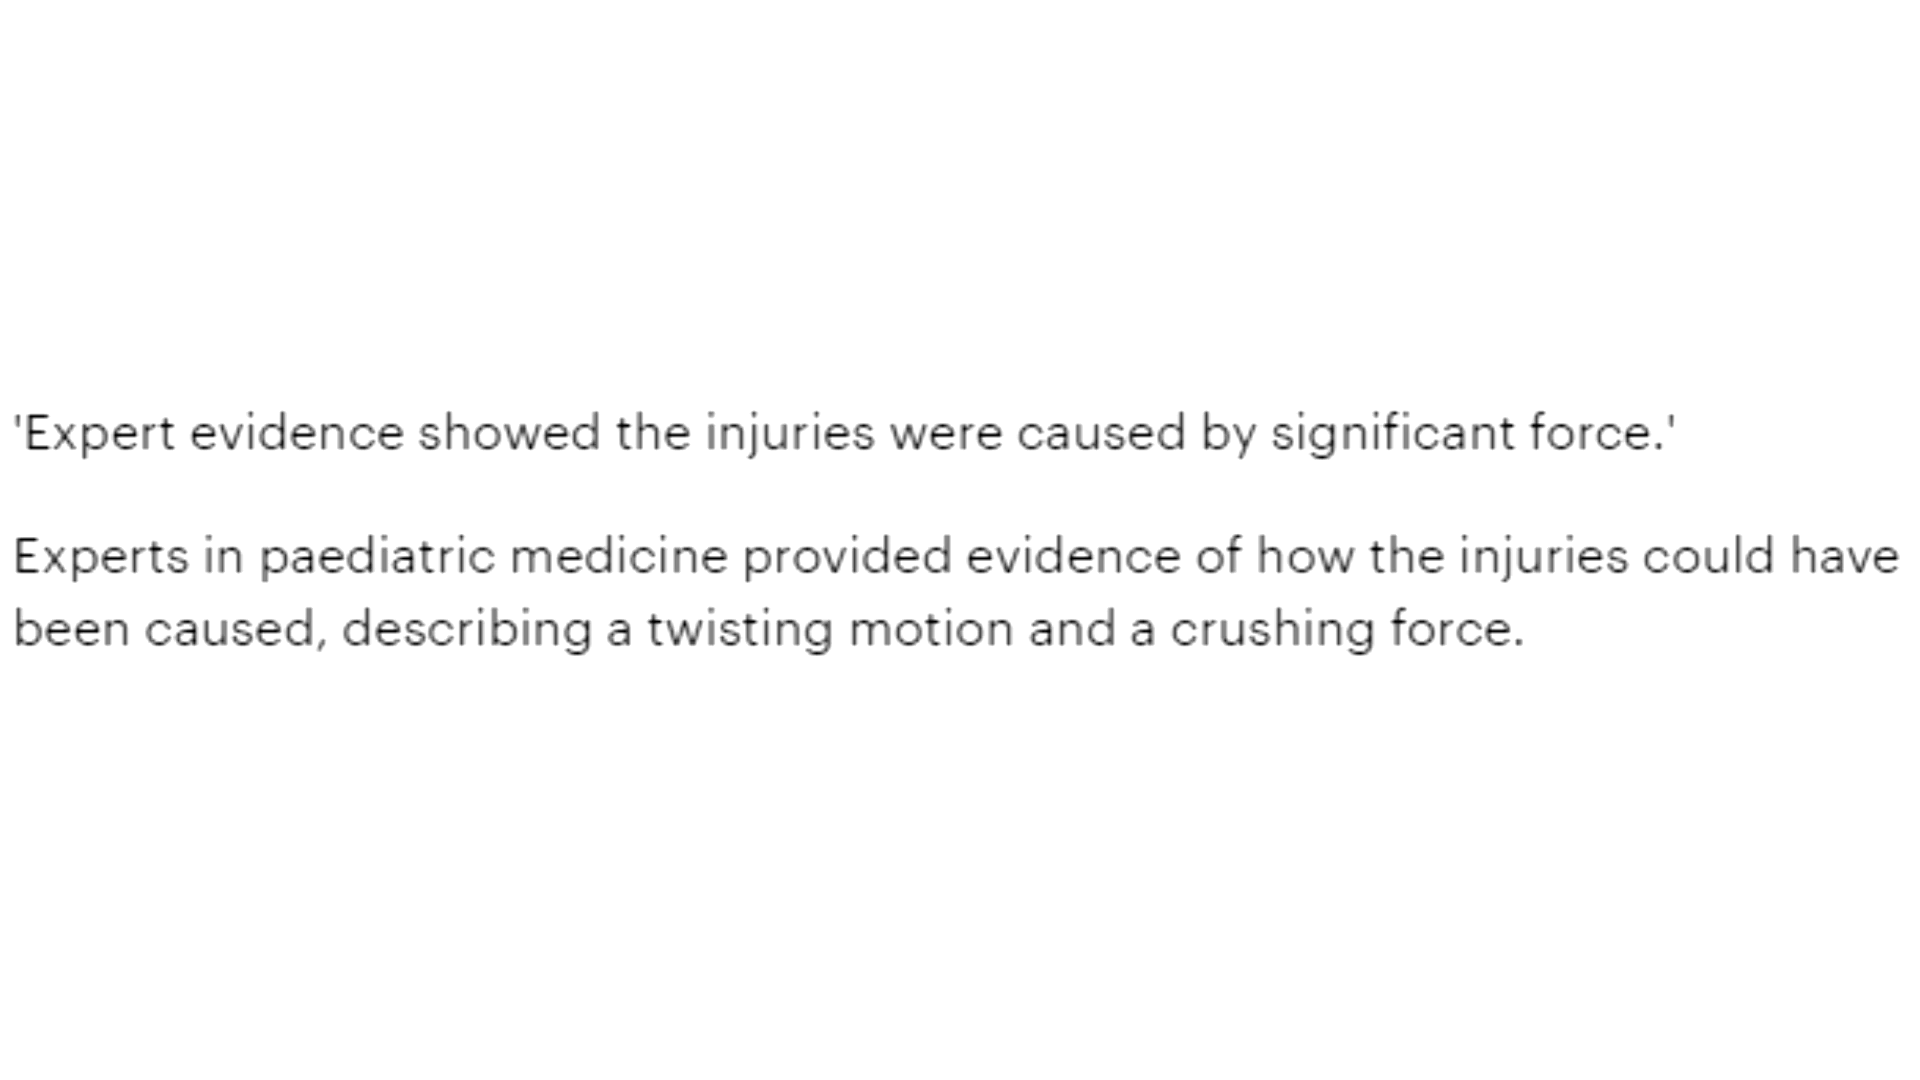 'Expert evidence showed the injuries were caused by significant force.'
Experts in paediatric medicine provided evidence of how the injuries could have
been caused, describing a twisting motion and a crushing force.